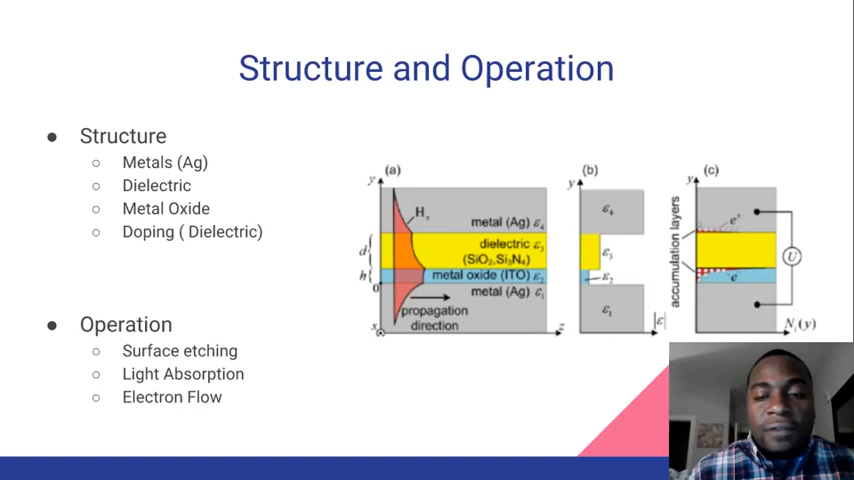 Structure and Operation
● Structure
○ Metals (Ag)
○ Dielectric
○ Metal Oxide
○ Doping ( Dielectric)
● Operation
○ Surface etching
○ Light Absorption
○ Electron Flow
(a)
y
Hₓ
metal (Ag) ε₄
d
dielectric ε₃
(SiO₂,Si₃N₄)
h
metal oxide (ITO) ε₂
0
metal (Ag) ε₁
propagation
direction
x
z
(b)
y
ε₄
ε₃
ε₂
ε₁
|ε|
(c)
y
accumulation layers
e
U
Nₑ(y)